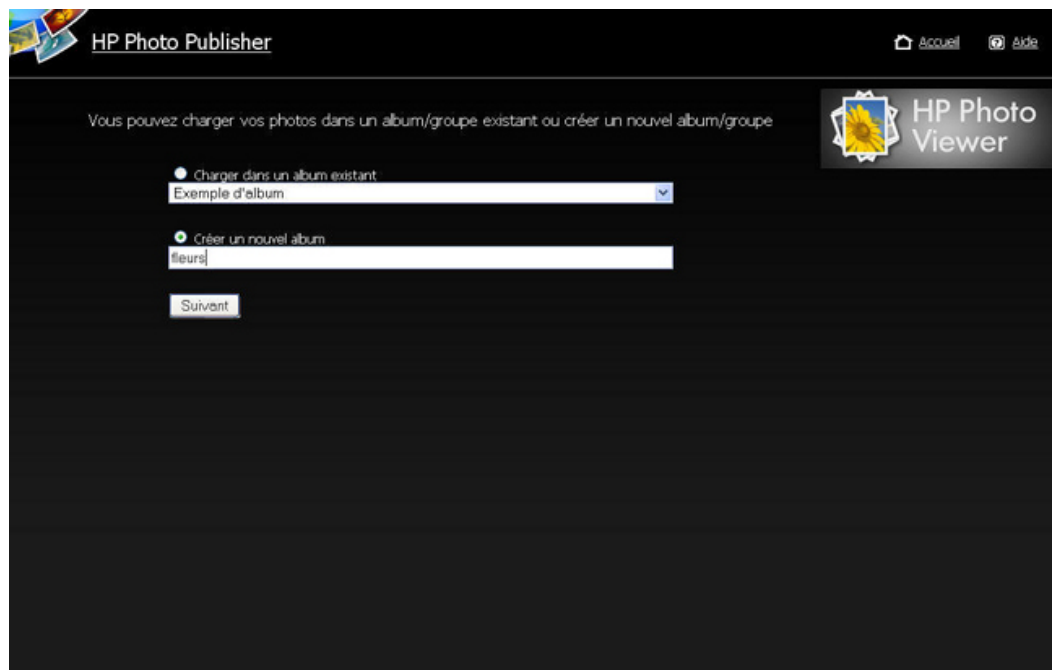 HP Photo Publisher
Accueil
Aide
HP Photo
Viewer
Vous pouvez charger vos photos dans un album/groupe existant ou créer un nouvel album/groupe
Charger dans un album existant
Exemple d'album
Créer un nouvel album
fleurs
Suivant